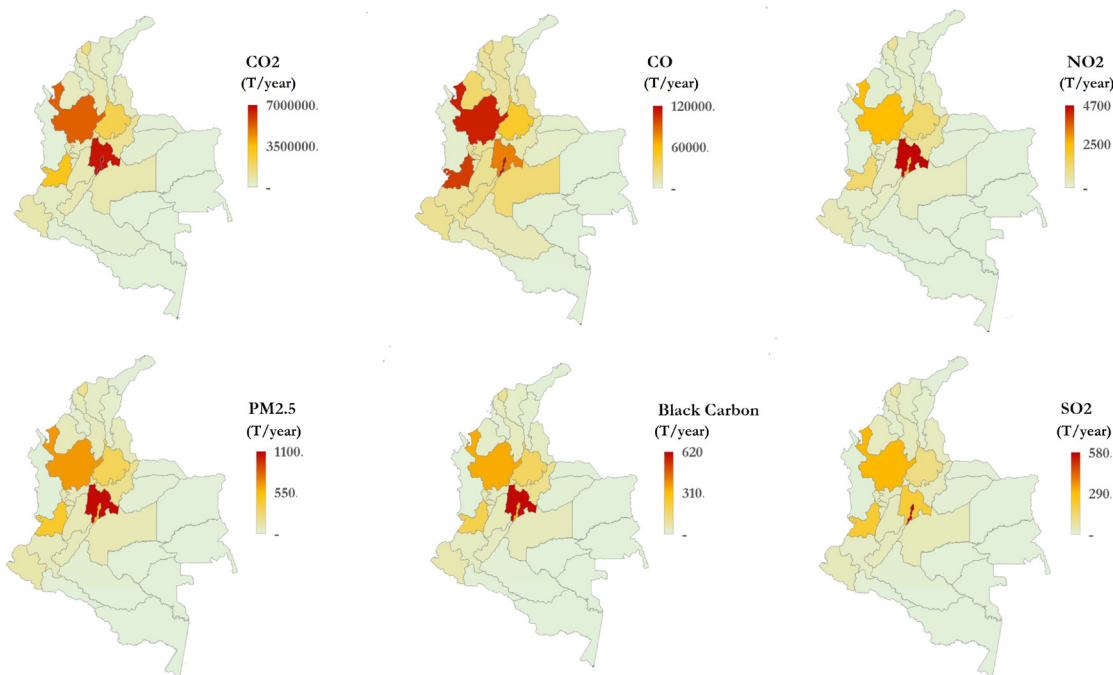 CO2
(T/year)
7000000.
3500000.
-
CO
(T/year)
120000.
60000.
-
NO2
(T/year)
4700
2500
-
PM2.5
(T/year)
1100.
550.
-
Black Carbon
(T/year)
620
310.
-
SO2
(T/year)
580.
290.
-